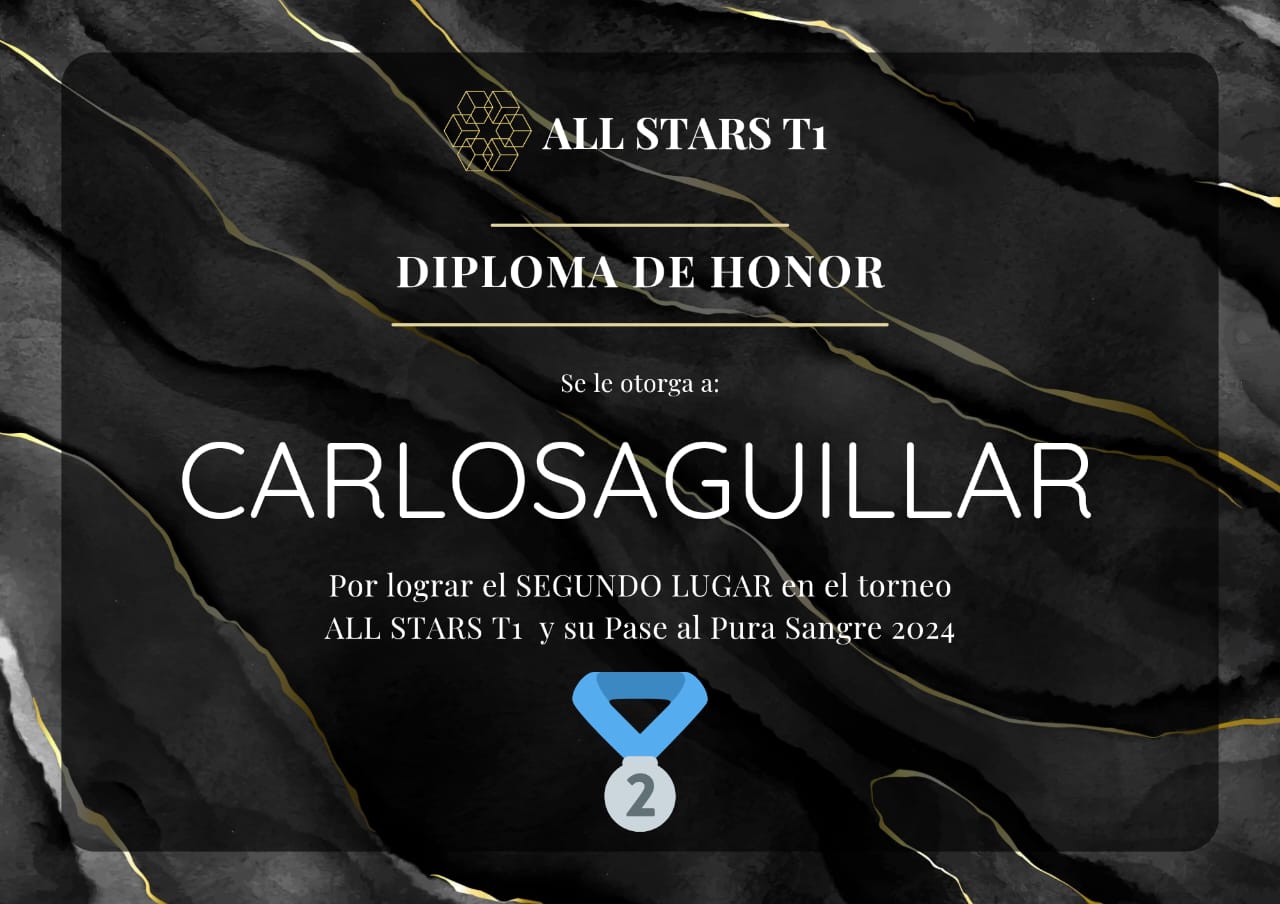 ALL STARS T1
DIPLOMA DE HONOR
Se le otorga a:
CARLOSAGUILLAR
Por lograr el SEGUNDO LUGAR en el torneo
ALL STARS T1 y su Pase al Pura Sangre 2024
2